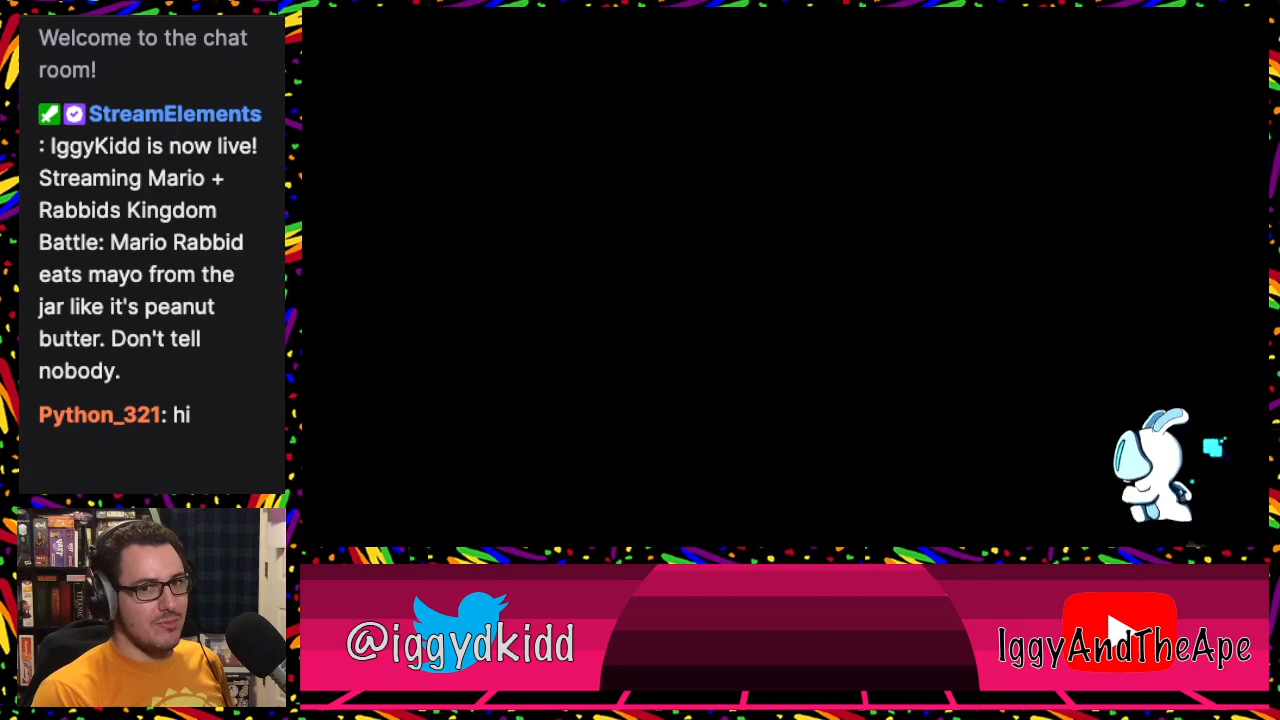 Welcome to the chat
room!
StreamElements
: IggyKidd is now live!
Streaming Mario +
Rabbids Kingdom
Battle: Mario Rabbid
eats mayo from the
jar like it's peanut
butter. Don't tell
nobody.
Python_321: hi
TITANIC
@iggydkidd
IggyAndTheApe